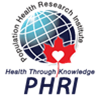 Population Health Research Institute
Health Through Knowledge
PHRI